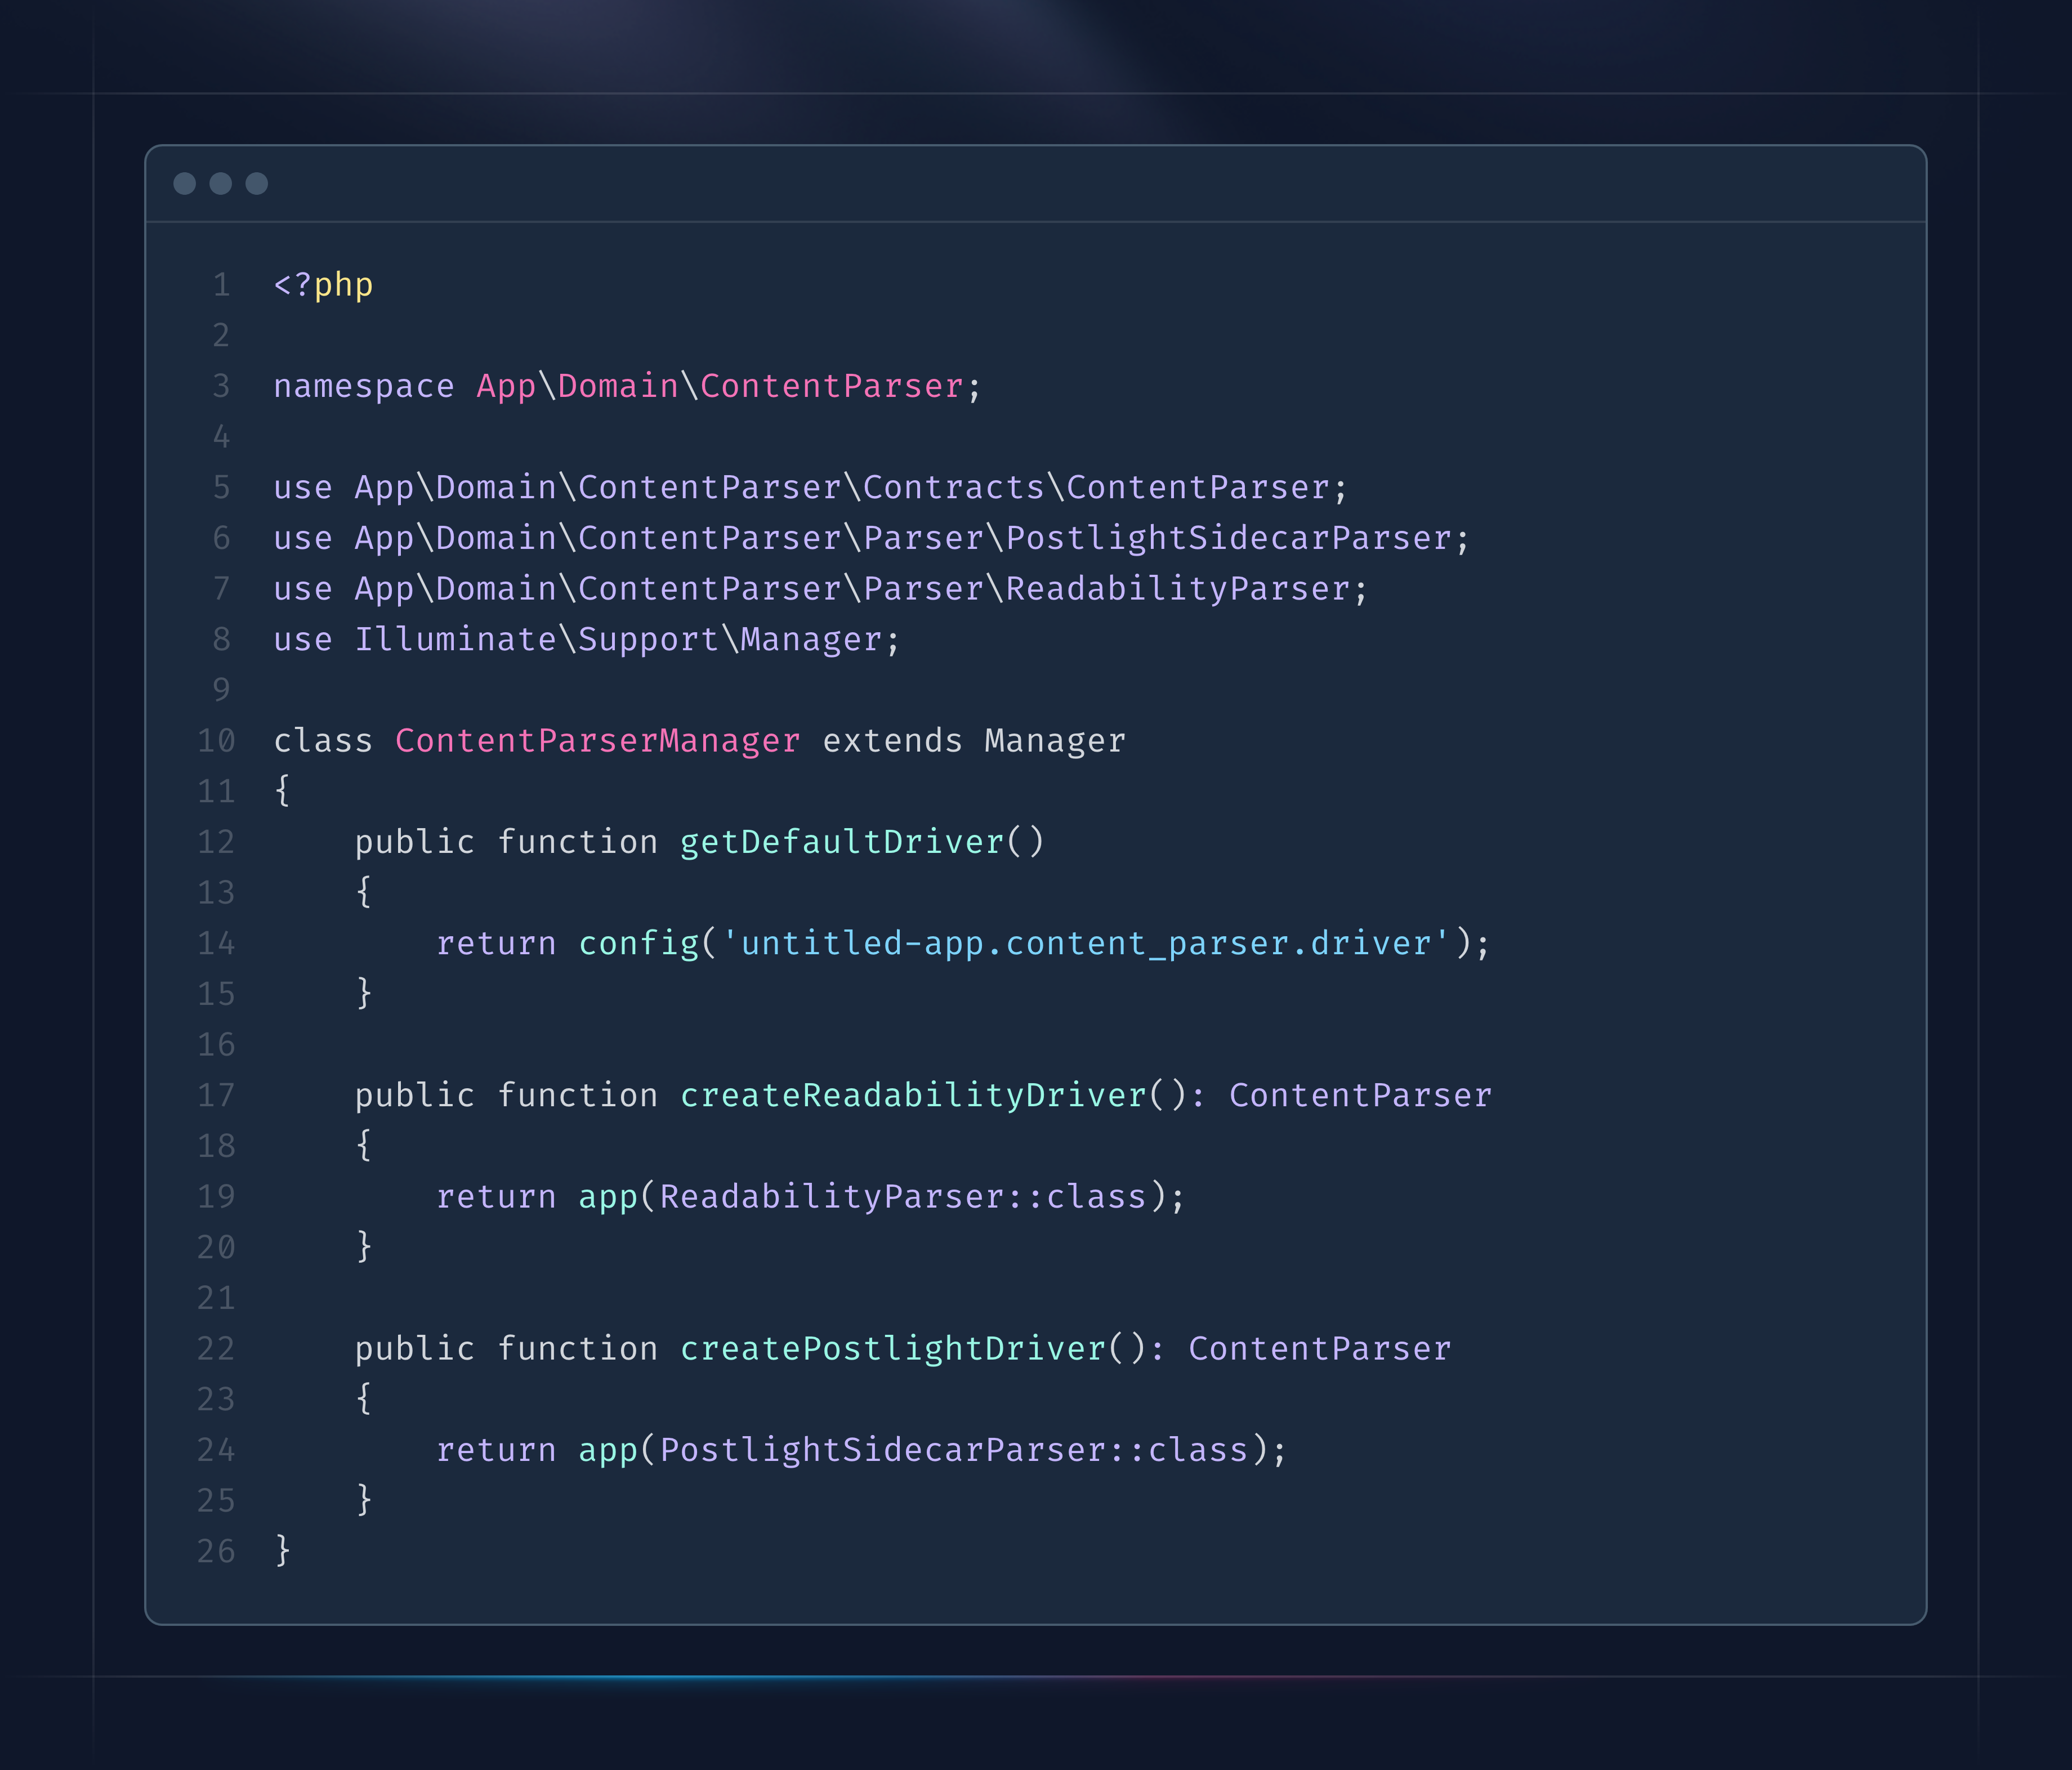 1 <?php
2
3 namespace App\Domain\ContentParser;
4
5 use App\Domain\ContentParser\Contracts\ContentParser;
6 use App\Domain\ContentParser\Parser\PostlightSidecarParser;
7 use App\Domain\ContentParser\Parser\ReadabilityParser;
8 use Illuminate\Support\Manager;
9
10 class ContentParserManager extends Manager
11 {
12     public function getDefaultDriver()
13     {
14         return config('untitled-app.content_parser.driver');
15     }
16
17     public function createReadabilityDriver(): ContentParser
18     {
19         return app(ReadabilityParser::class);
20     }
21
22     public function createPostlightDriver(): ContentParser
23     {
24         return app(PostlightSidecarParser::class);
25     }
26 }